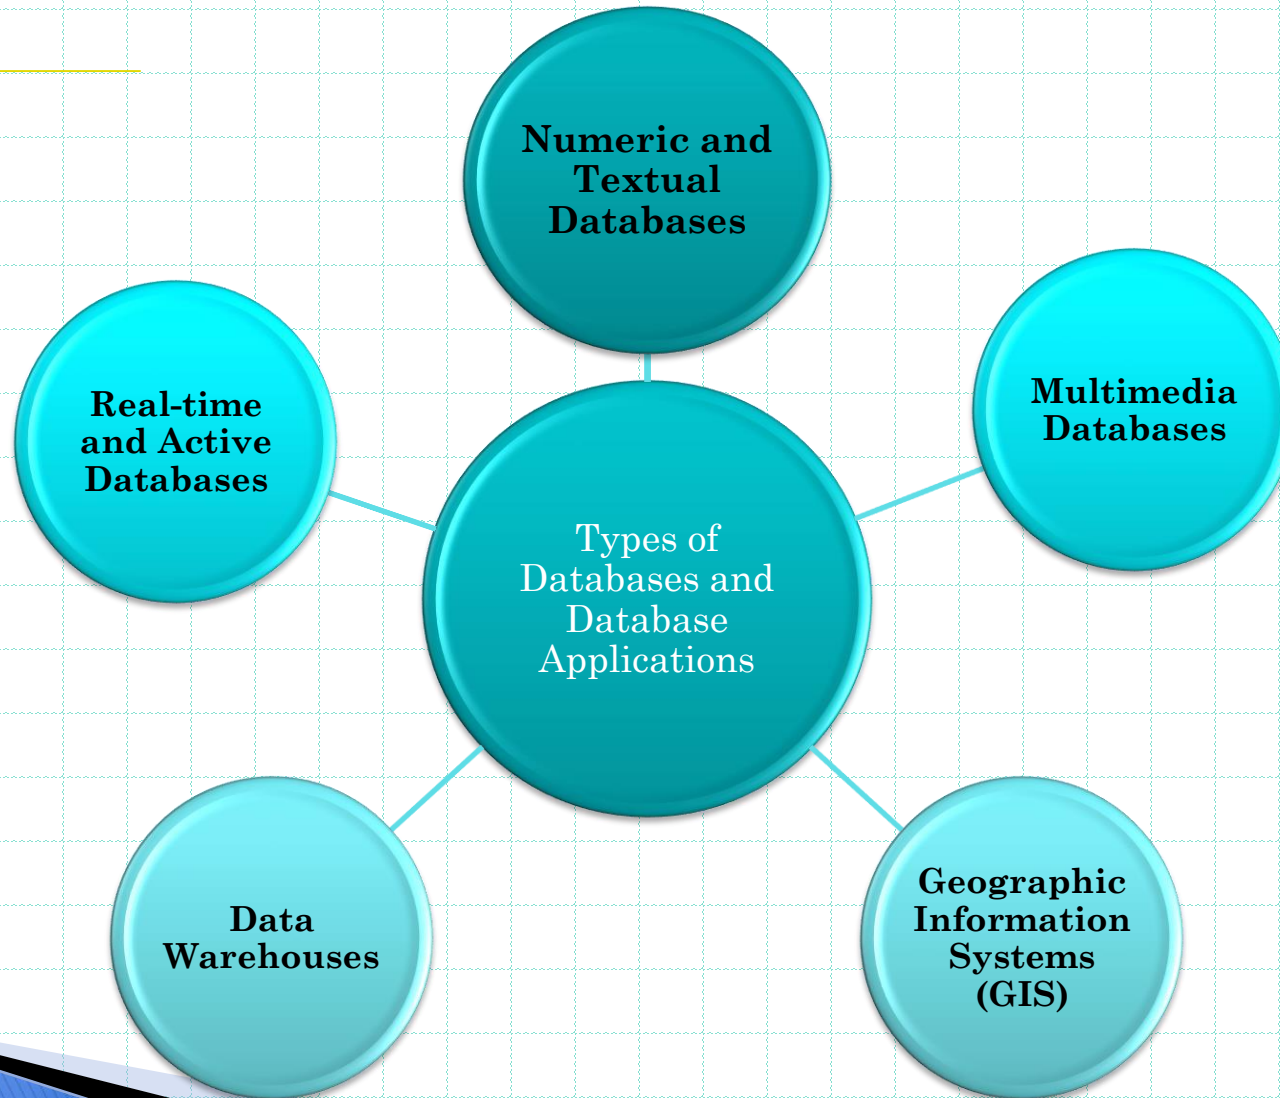 Numeric and
Textual
Databases
Multimedia
Databases
Geographic
Information
Systems
(GIS)
Data
Warehouses
Real-time
and Active
Databases
Types of
Databases and
Database
Applications